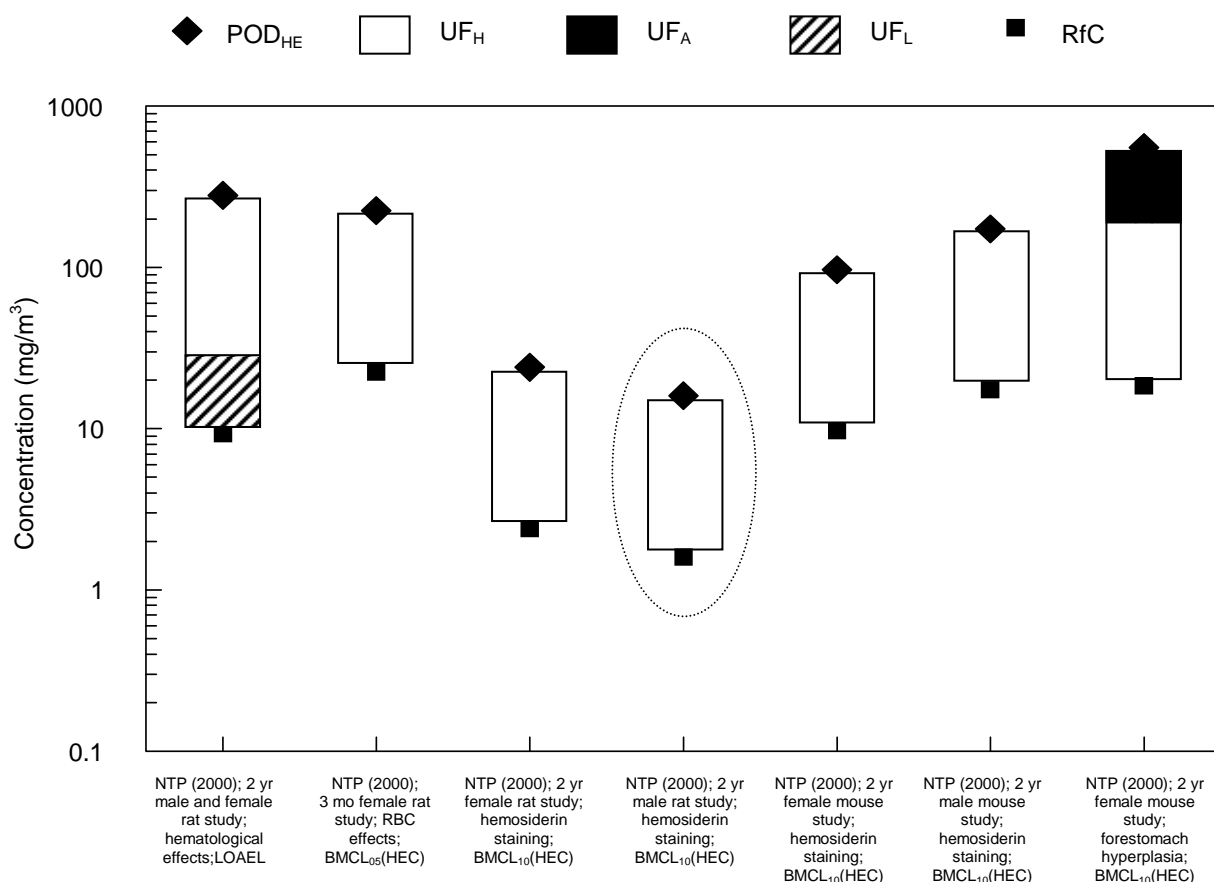 POD_HE UF_H UF_A UF_L RfC
1000
100
10
1
0.1
Concentration (mg/m³)
NTP (2000); 2 yr
male and female
rat study;
hematological
effects;LOAEL
NTP (2000);
3 mo female rat
study; RBC
effects;
BMCL₀₅(HEC)
NTP (2000); 2 yr
female rat study;
hemosiderin
staining;
BMCL₁₀(HEC)
NTP (2000); 2 yr
male rat study;
hemosiderin
staining;
BMCL₁₀(HEC)
NTP (2000); 2 yr
female mouse
study;
hemosiderin
staining;
BMCL₁₀(HEC)
NTP (2000); 2 yr
male mouse
study;
hemosiderin
staining;
BMCL₁₀(HEC)
NTP (2000); 2 yr
female mouse
study;
forestomach
hyperplasia;
BMCL₁₀(HEC)